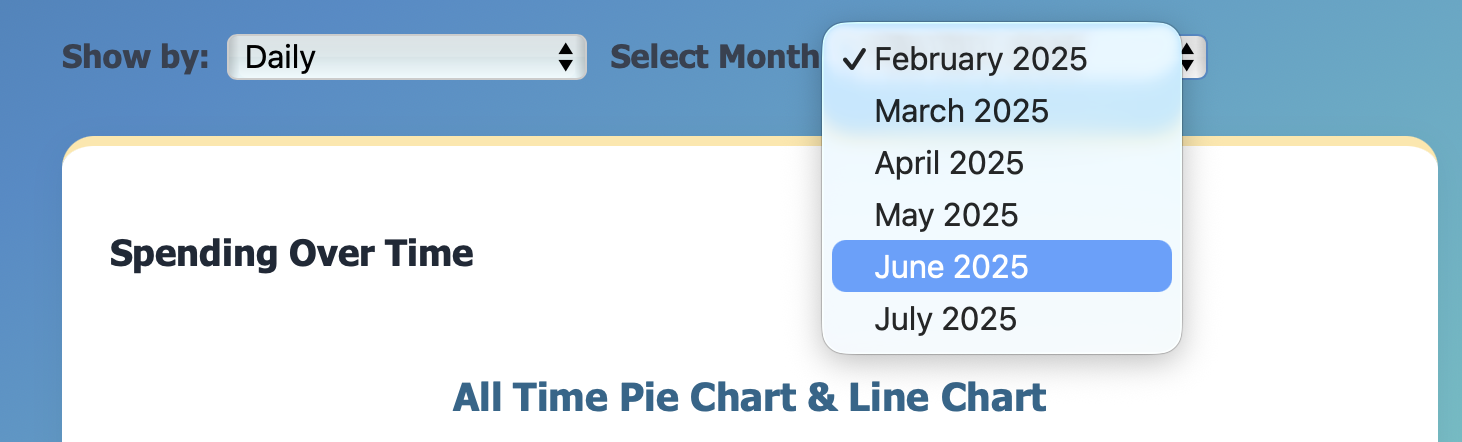 Show by: Daily Select Month
✓ February 2025
March 2025
April 2025
May 2025
June 2025
July 2025
Spending Over Time
All Time Pie Chart & Line Chart